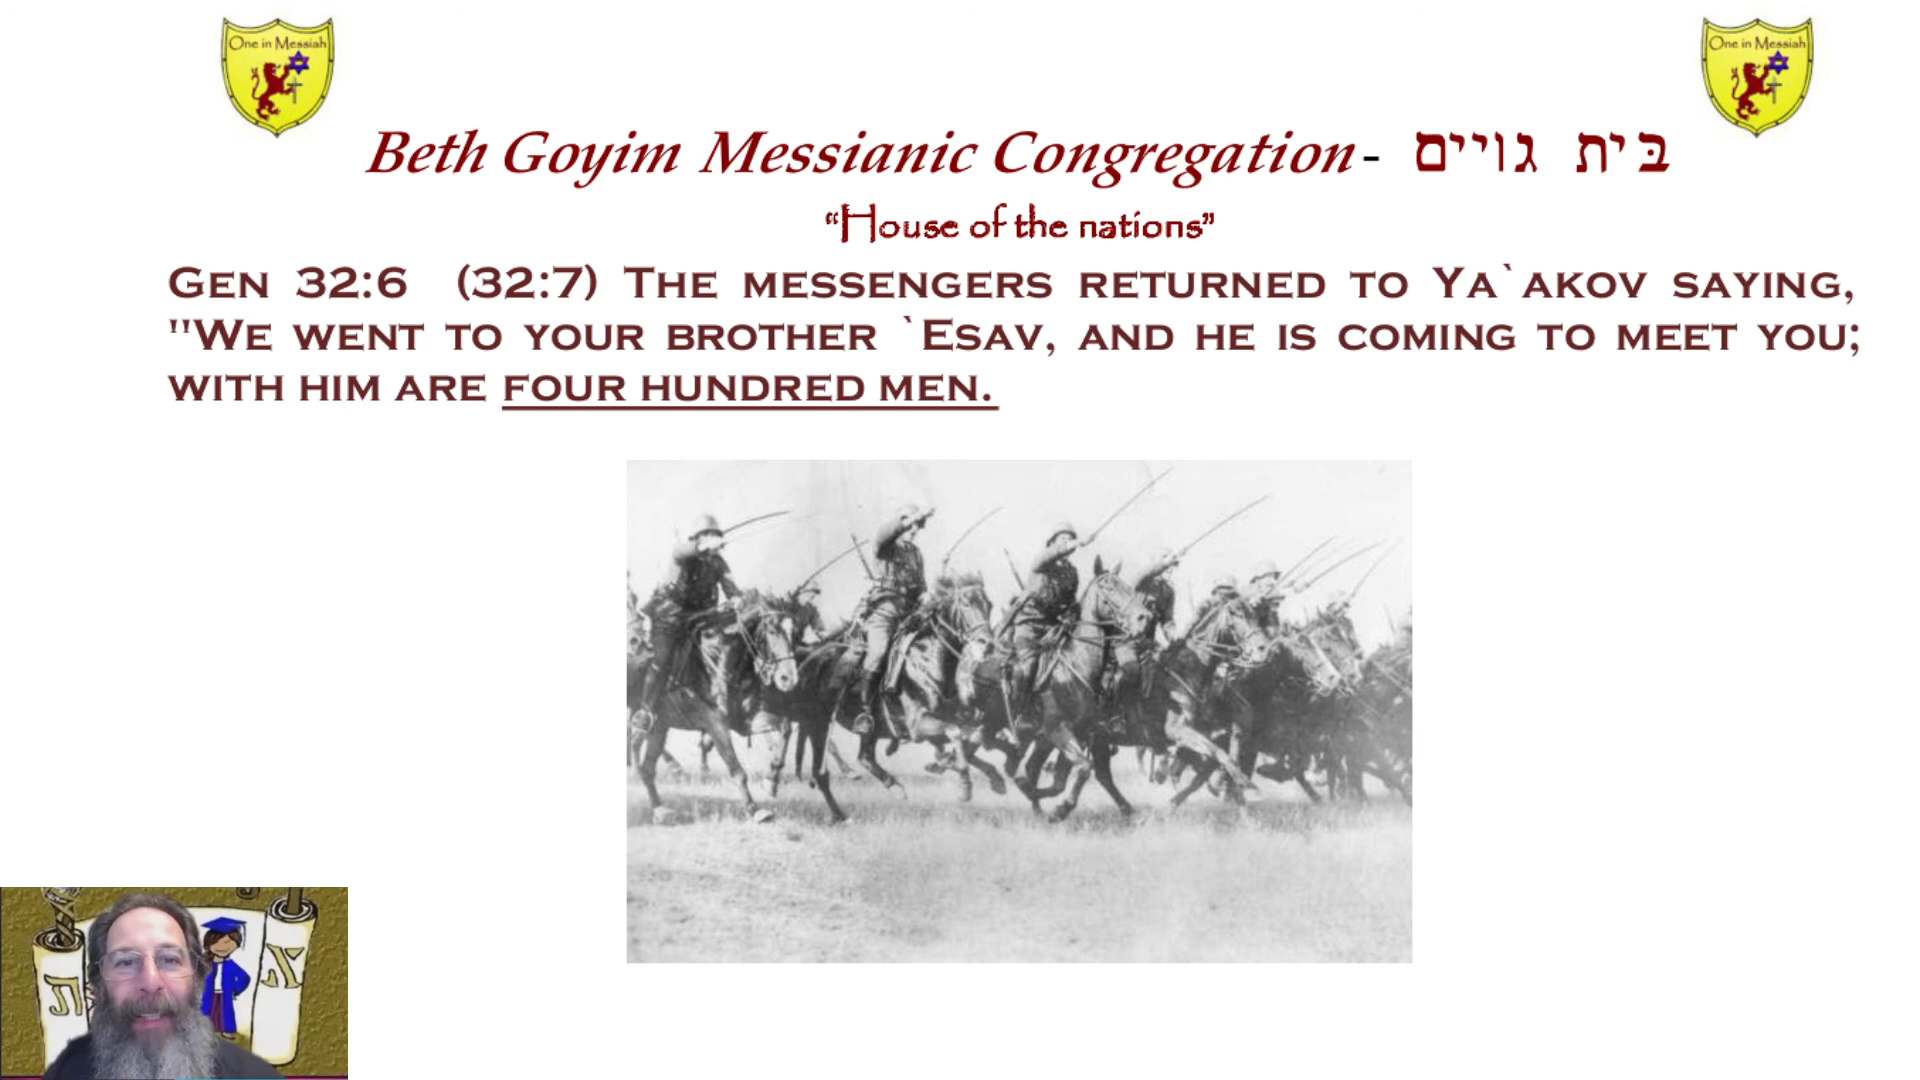 One in Messiah
One in Messiah
Beth Goyim Messianic Congregation- בית גויים
“House of the nations”
GEN 32:6 (32:7) THE MESSENGERS RETURNED TO YA`AKOV SAYING,
"WE WENT TO YOUR BROTHER `ESAV, AND HE IS COMING TO MEET YOU;
WITH HIM ARE FOUR HUNDRED MEN.
ת
א